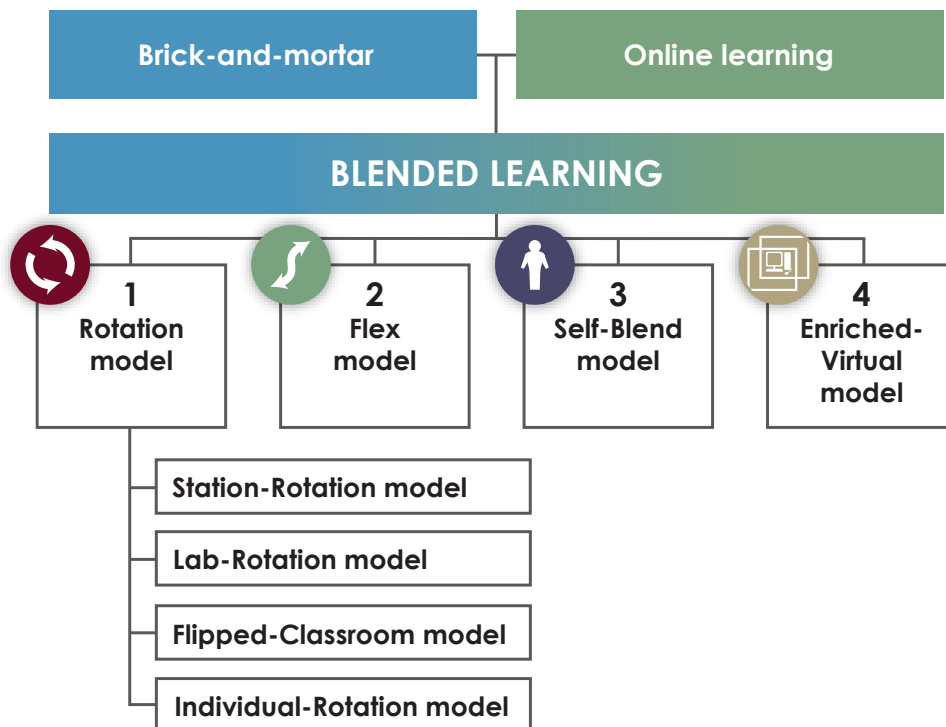 Brick-and-mortar
Online learning
BLENDED LEARNING
1
Rotation
model
2
Flex
model
3
Self-Blend
model
4
Enriched-
Virtual
model
Station-Rotation model
Lab-Rotation model
Flipped-Classroom model
Individual-Rotation model